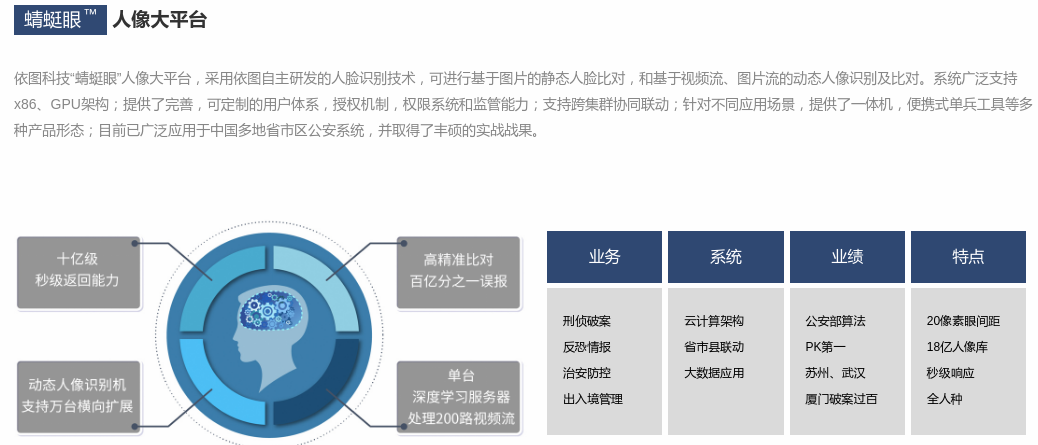 蜻蜓眼™ 人像大平台
依图科技“蜻蜓眼”人像大平台，采用依图自主研发的人脸识别技术，可进行基于图片的静态人脸比对，和基于视频流、图片流的动态人像识别及比对。系统广泛支持
x86、GPU架构；提供了完善，可定制的用户体系，授权机制，权限系统和监管能力；支持跨集群协同联动；针对不同应用场景，提供了一体机，便携式单兵工具等多
种产品形态；目前已广泛应用于中国多地省市区公安系统，并取得了丰硕的实战战果。
十亿级
秒级返回能力
高精准比对
百亿分之一误报
动态人像识别机
支持万台横向扩展
单台
深度学习服务器
处理200路视频流
业务
刑侦破案
反恐情报
治安防控
出入境管理
系统
云计算架构
省市县联动
大数据应用
业绩
公安部算法
PK第一
苏州、武汉
厦门破案过百
特点
20像素眼间距
18亿人像库
秒级响应
全人种